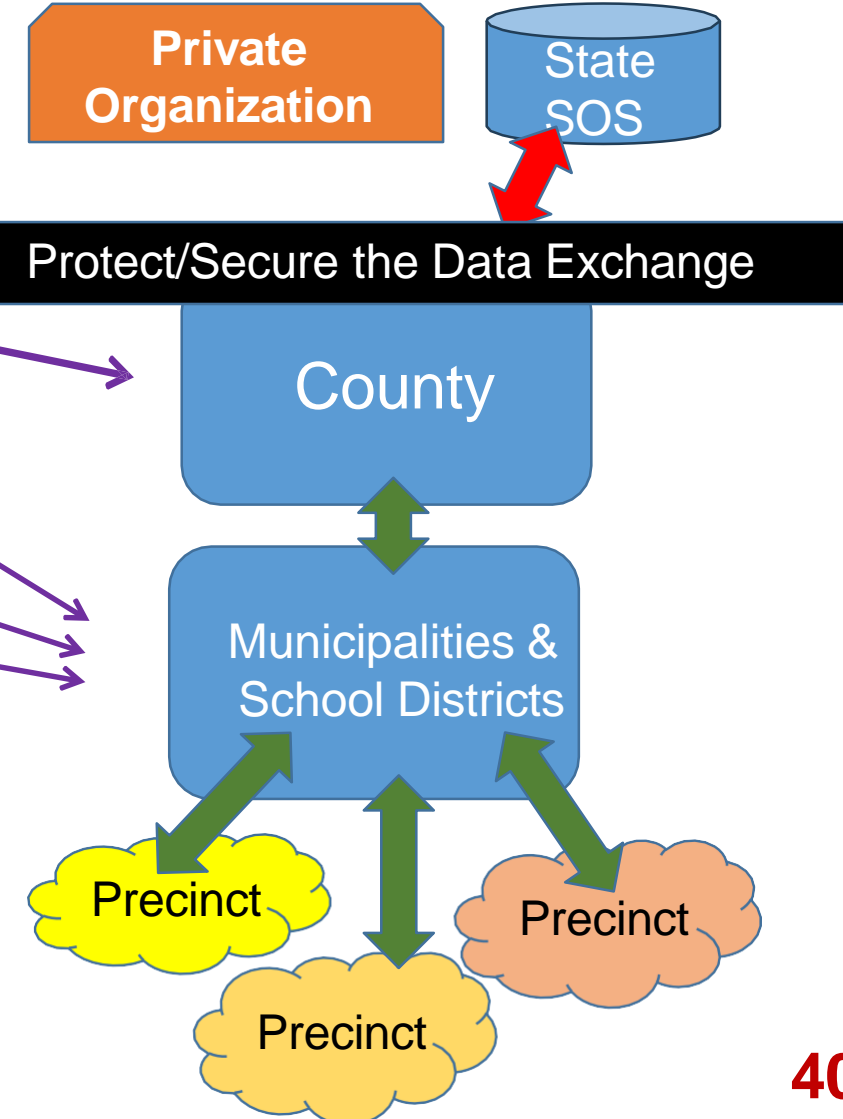 Private
Organization
State
SOS
Protect/Secure the Data Exchange
County
Municipalities &
School Districts
Precinct
Precinct
Precinct
40